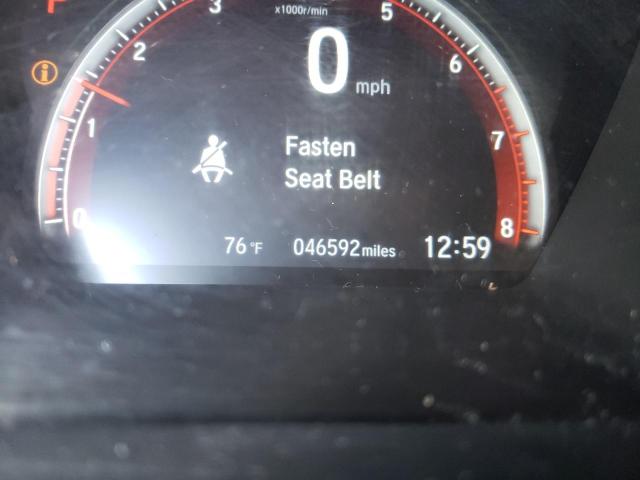 3 x1000r/min 5
2 0 mph 6
1 Fasten 7
Seat Belt
0 8
76°F 046592 miles 12:59